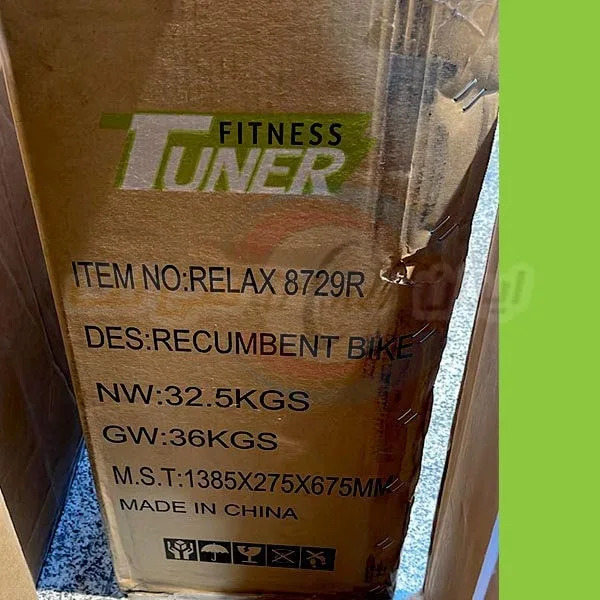 FITNESS
TUNER
ITEM NO:RELAX 8729R
DES:RECUMBENT BIKE
NW:32.5KGS
GW:36KGS
M.S.T:1385X275X675MM
MADE IN CHINA